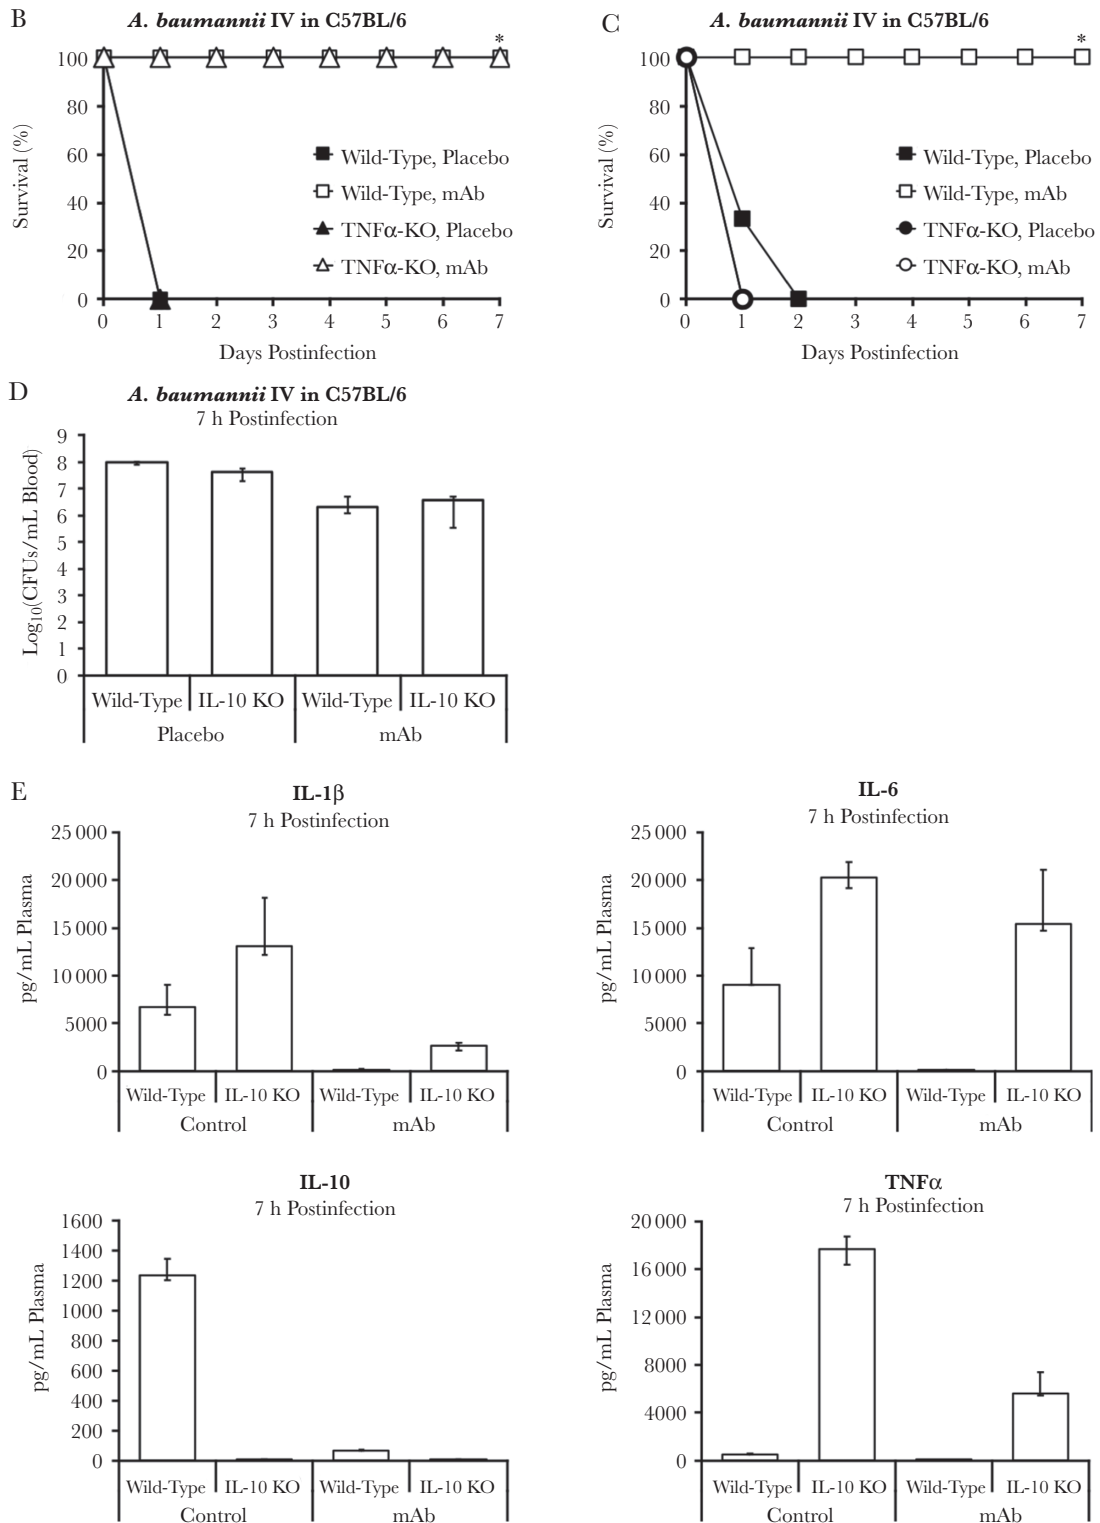 B
A. baumannii IV in C57BL/6
*
100
80
60
40
20
0
Survival (%)
Wild-Type, Placebo
Wild-Type, mAb
TNFα-KO, Placebo
TNFα-KO, mAb
0 1 2 3 4 5 6 7
Days Postinfection
C
A. baumannii IV in C57BL/6
*
100
80
60
40
20
0
Survival (%)
Wild-Type, Placebo
Wild-Type, mAb
TNFα-KO, Placebo
TNFα-KO, mAb
0 1 2 3 4 5 6 7
Days Postinfection
D
A. baumannii IV in C57BL/6
7 h Postinfection
9
8
7
6
5
4
3
2
1
0
Log10(CFUs/mL Blood)
Wild-Type IL-10 KO Wild-Type IL-10 KO
Placebo mAb
E
IL-1β
7 h Postinfection
25 000
20 000
15 000
10 000
5000
0
pg/mL Plasma
Wild-Type IL-10 KO Wild-Type IL-10 KO
Control mAb
IL-6
7 h Postinfection
25 000
20 000
15 000
10 000
5000
0
pg/mL Plasma
Wild-Type IL-10 KO Wild-Type IL-10 KO
Control mAb
IL-10
7 h Postinfection
1600
1400
1200
1000
800
600
400
200
0
pg/mL Plasma
Wild-Type IL-10 KO Wild-Type IL-10 KO
Control mAb
TNFα
7 h Postinfection
20 000
16 000
12 000
8000
4000
0
pg/mL Plasma
Wild-Type IL-10 KO Wild-Type IL-10 KO
Control mAb